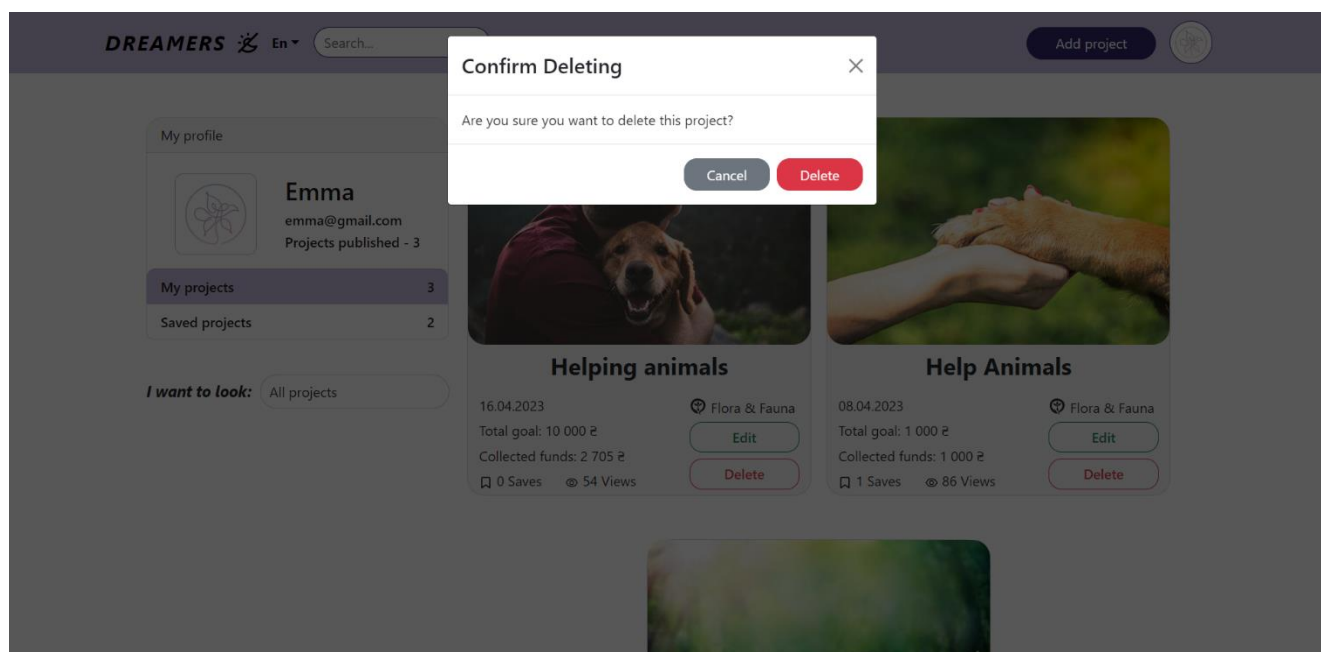 DREAMERS En Search... Add project
Confirm Deleting
Are you sure you want to delete this project?
Cancel Delete
My profile
Emma
emma@gmail.com
Projects published - 3
My projects 3
Saved projects 2
I want to look: All projects
Helping animals
16.04.2023 Flora & Fauna
Total goal: 10 000 ₴ Edit
Collected funds: 2 705 ₴
0 Saves 54 Views Delete
Help Animals
08.04.2023 Flora & Fauna
Total goal: 1 000 ₴ Edit
Collected funds: 1 000 ₴
1 Saves 86 Views Delete